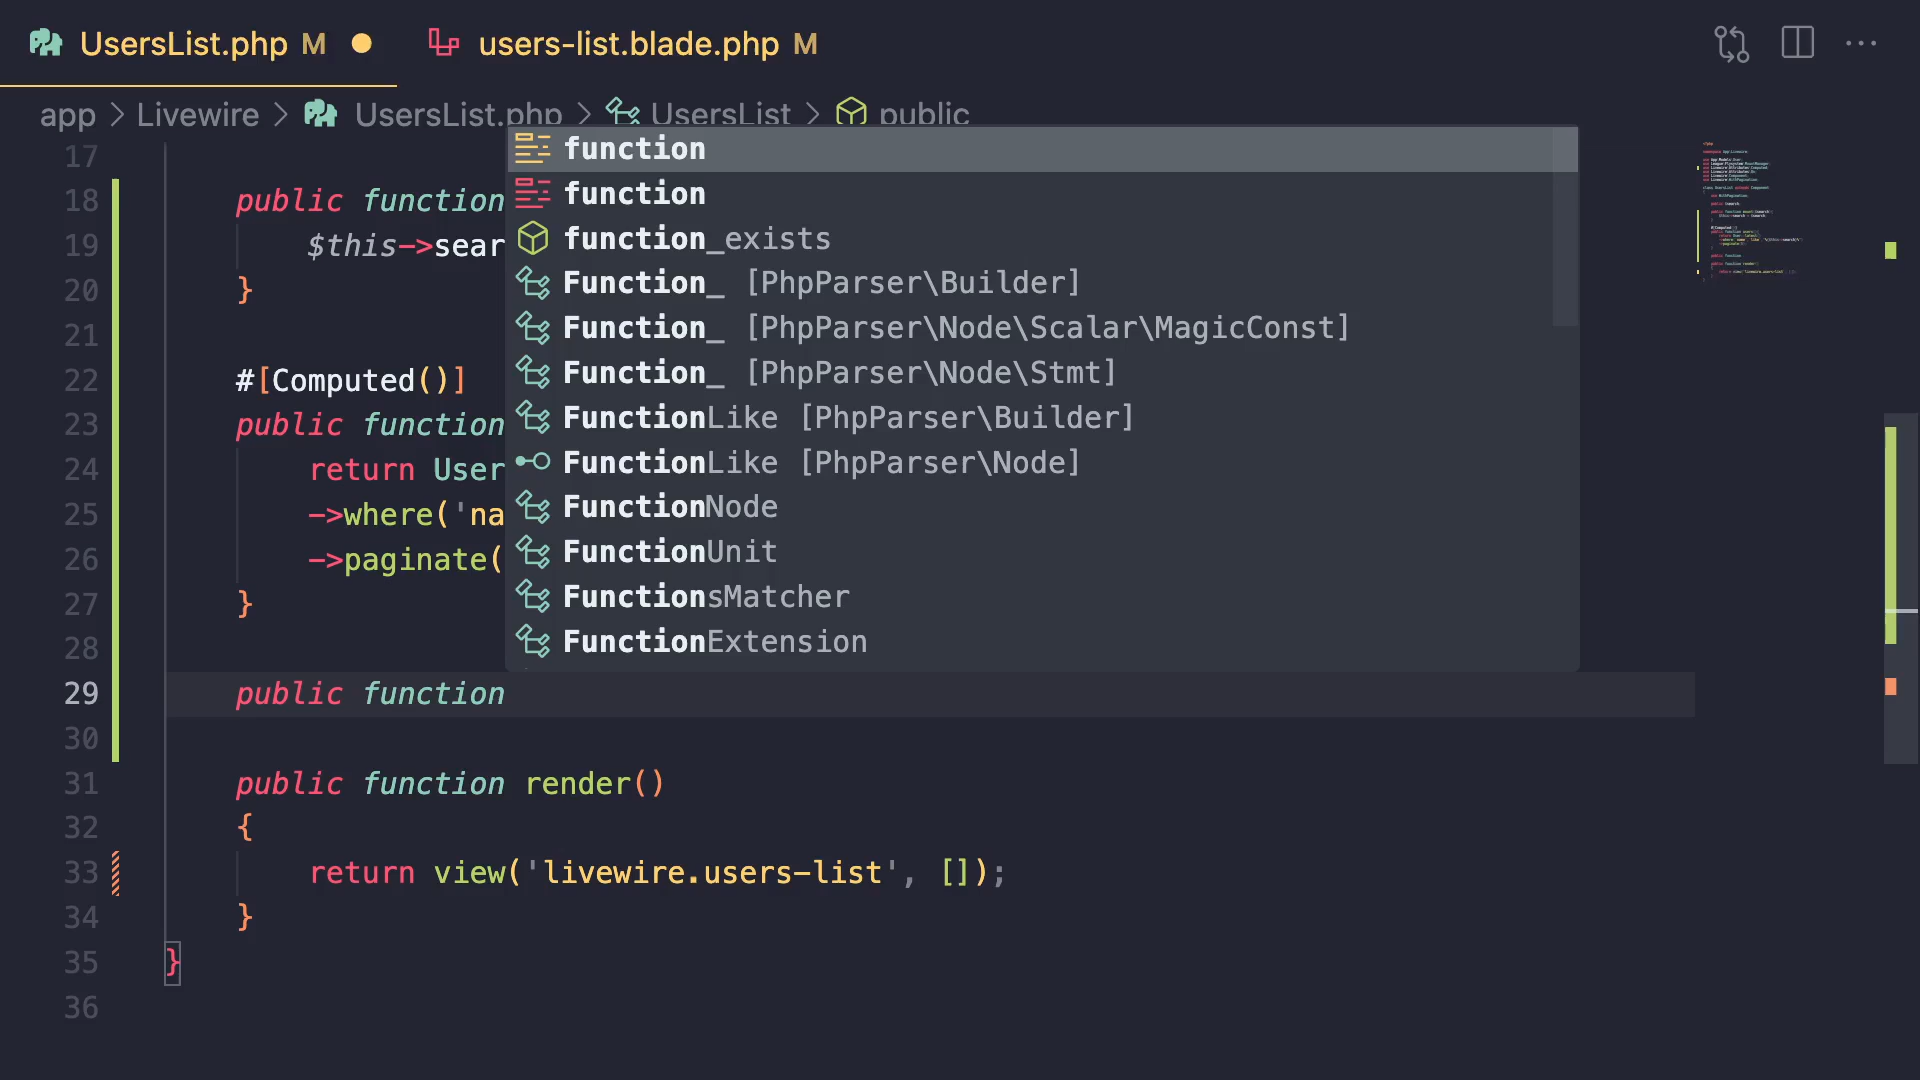 UsersList.php M
users-list.blade.php M
app > Livewire > UsersList.php > UsersList > public
17
18 public function
19 $this->sear
20 }
21
22 #[Computed()]
23 public function
24 return User
25 ->where('na
26 ->paginate(
27 }
28
29 public function
30
31 public function render()
32 {
33 return view('livewire.users-list', []);
34 }
35 }
36
function
function
function_exists
Function_ [PhpParser\Builder]
Function_ [PhpParser\Node\Scalar\MagicConst]
Function_ [PhpParser\Node\Stmt]
FunctionLike [PhpParser\Builder]
FunctionLike [PhpParser\Node]
FunctionNode
FunctionUnit
FunctionsMatcher
FunctionExtension